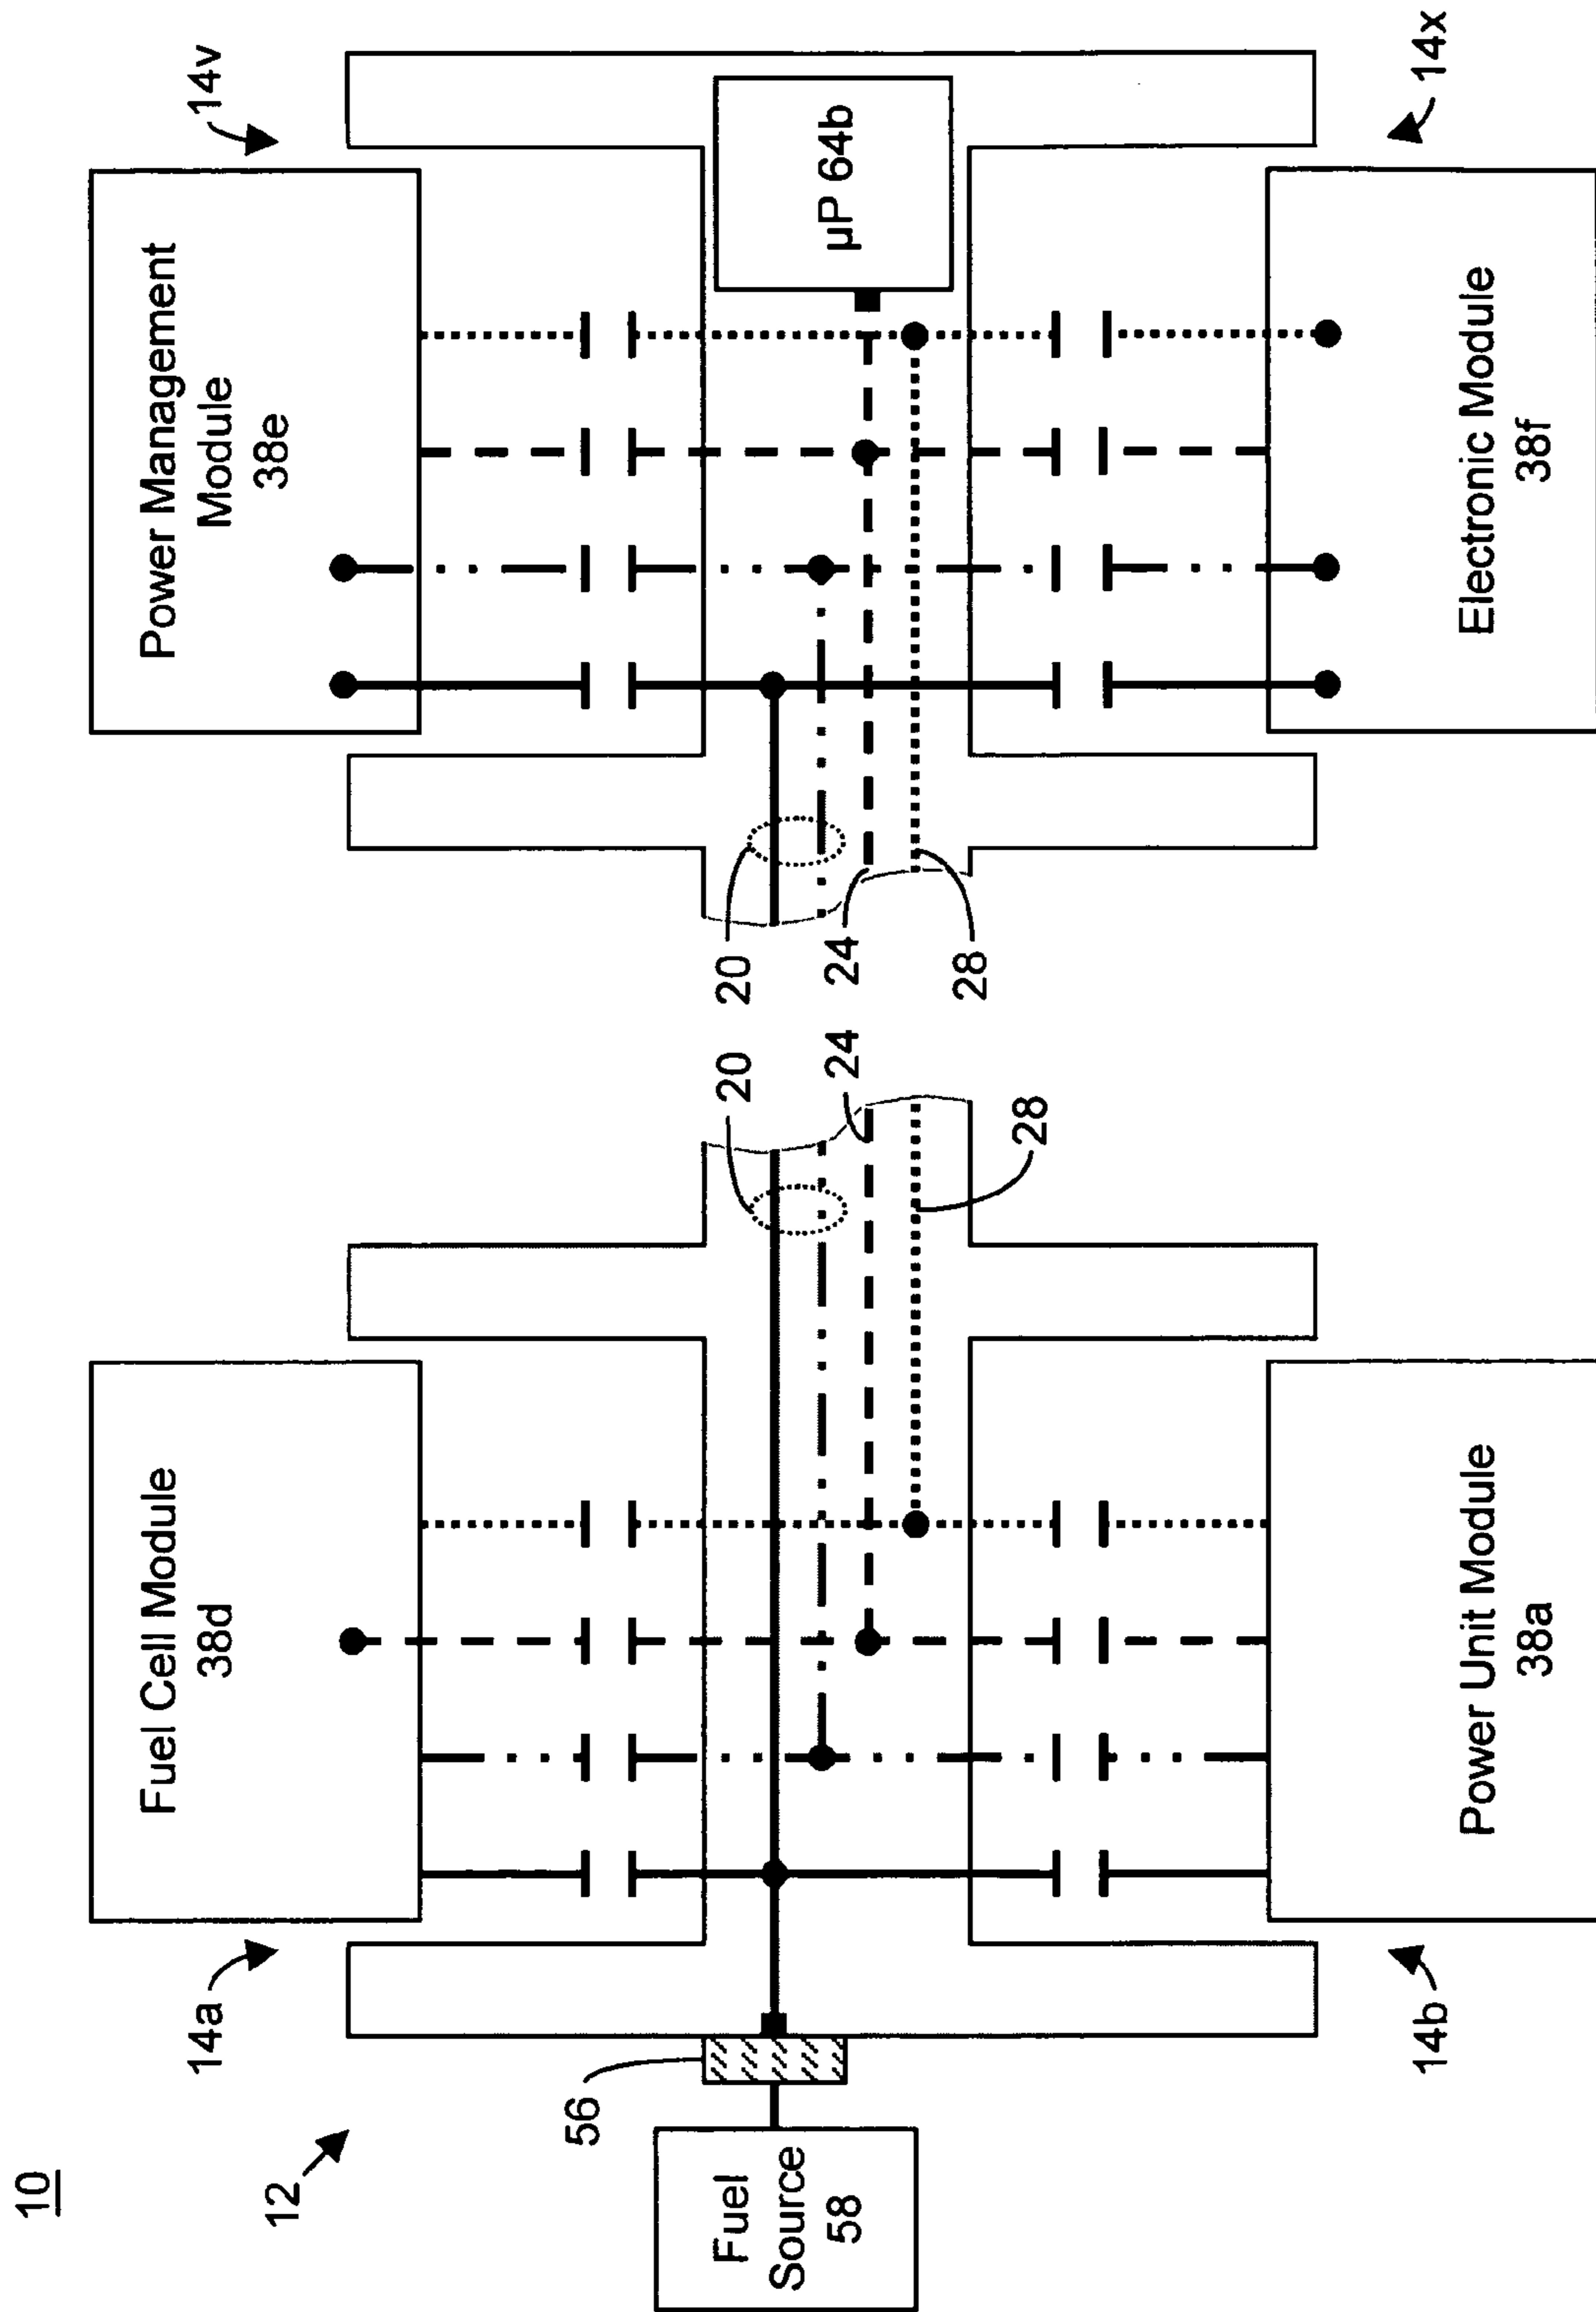 10
12
14a
Fuel Cell Module
38d
14v
Power Management
Module
38e
56
Fuel
Source
58
20
24
28
20
24
28
µP 64b
14b
Power Unit Module
38a
14x
Electronic Module
38f